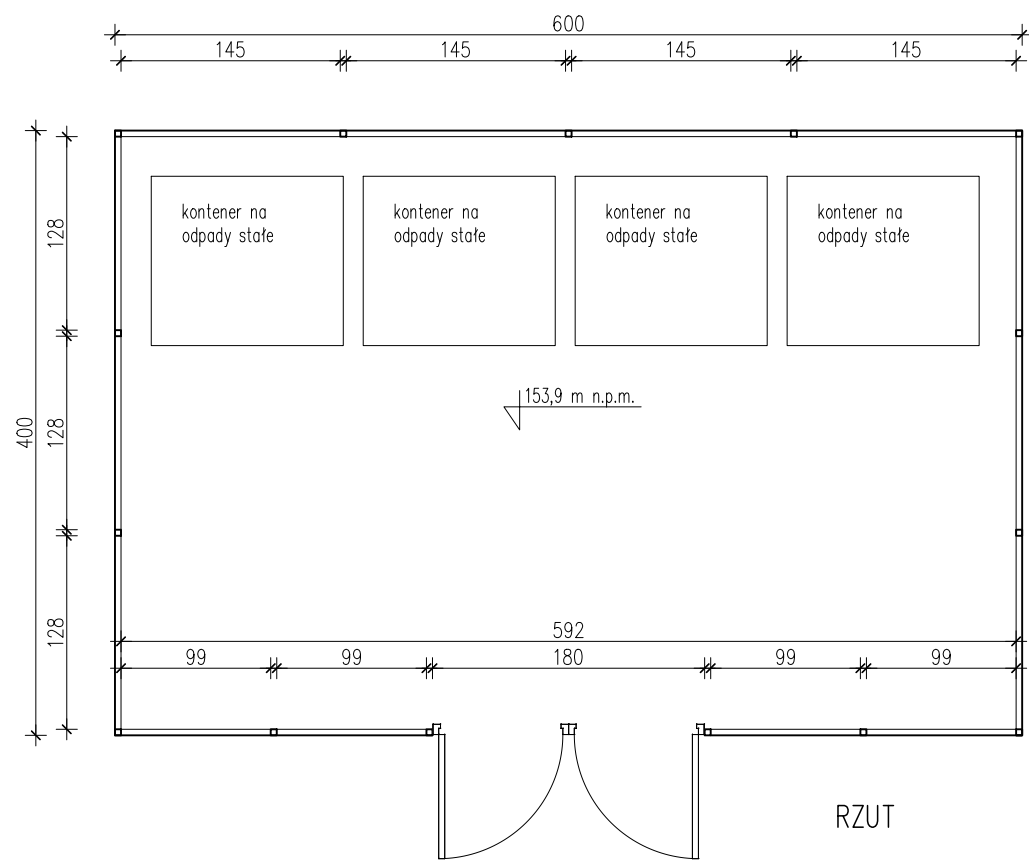 600
145 145 145 145
kontener na
odpady stałe
kontener na
odpady stałe
kontener na
odpady stałe
kontener na
odpady stałe
128
153,9 m n.p.m.
400
128
128
592
99 99 180 99 99
RZUT